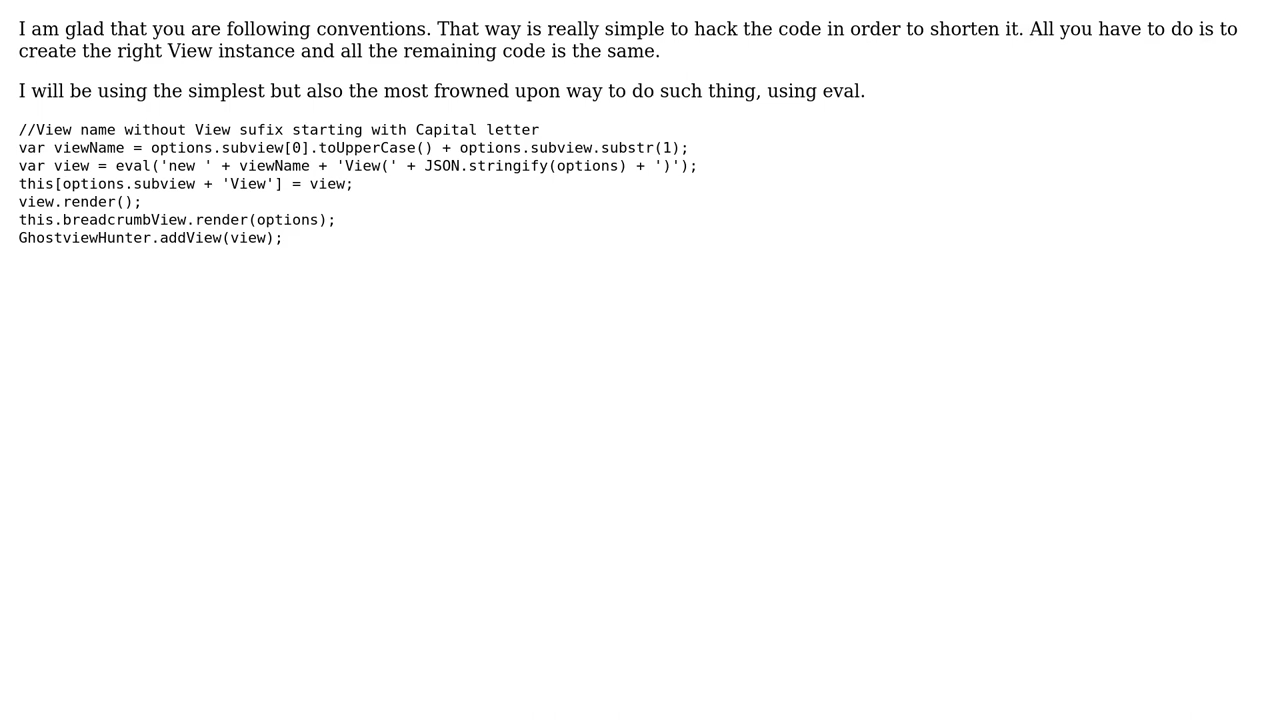 I am glad that you are following conventions. That way is really simple to hack the code in order to shorten it. All you have to do is to
create the right View instance and all the remaining code is the same.
I will be using the simplest but also the most frowned upon way to do such thing, using eval.
//View name without View sufix starting with Capital letter
var viewName = options.subview[0].toUpperCase() + options.subview.substr(1);
var view = eval('new ' + viewName + 'View(' + JSON.stringify(options) + ')');
this[options.subview + 'View'] = view;
view.render();
this.breadcrumbView.render(options);
GhostviewHunter.addView(view);